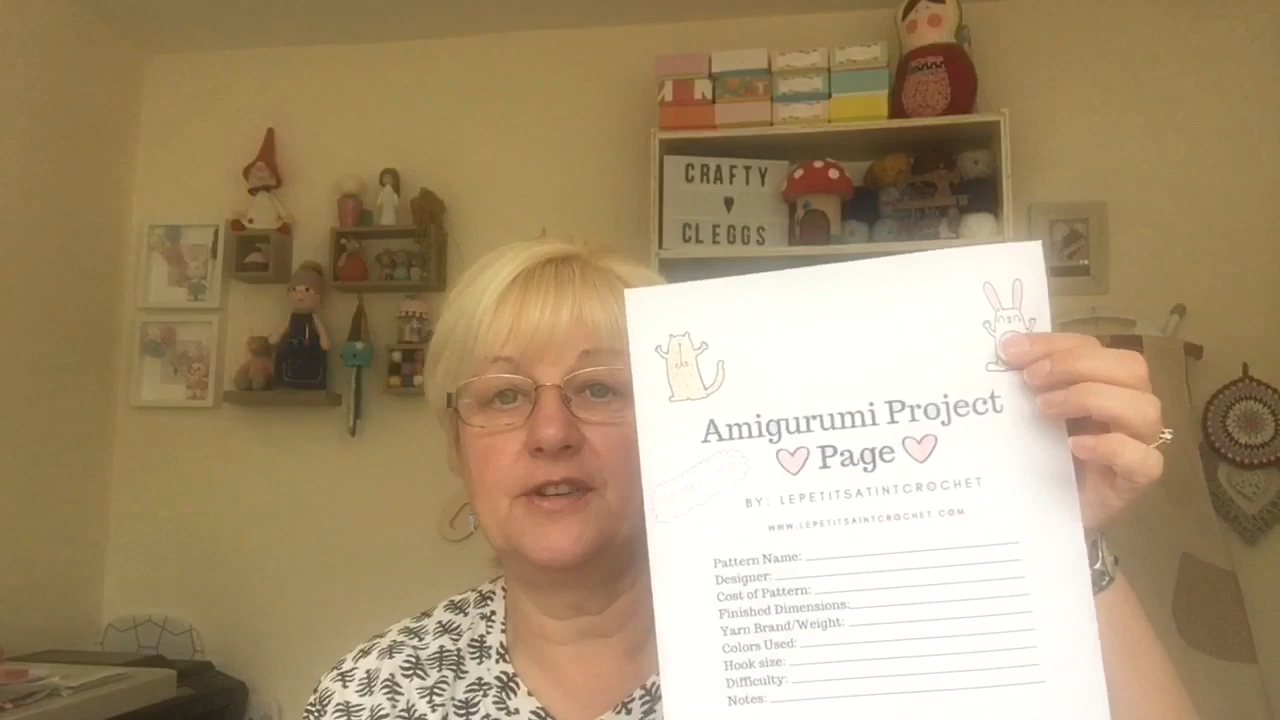 CRAFTY
CLEGGS
Amigurumi Project
Page
BY: LEPETITSATINTCROCHET
WWW.LEPETITSAINTCROCHET.COM
Pattern Name:
Designer:
Cost of Pattern:
Finished Dimensions:
Yarn Brand/Weight:
Colors Used:
Hook size:
Difficulty:
Notes: